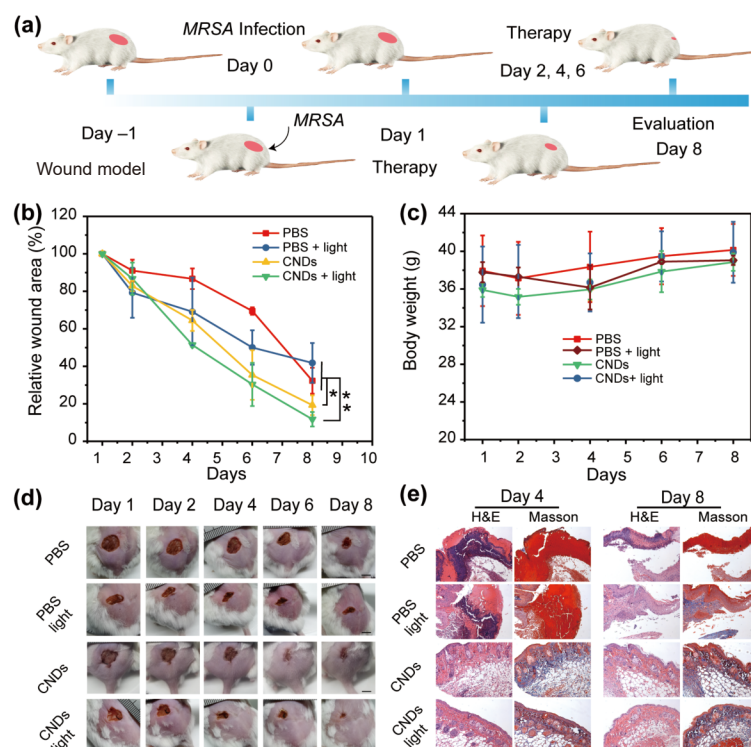 (a)
MRSA Infection
Day 0
Therapy
Day 2, 4, 6
Day –1
Wound model
MRSA
Day 1
Therapy
Evaluation
Day 8
(b)
Relative wound area (%)
120
100
80
60
40
20
0
PBS
PBS + light
CNDs
CNDs + light
*
**
1 2 3 4 5 6 7 8 9 10
Days
(c)
Body weight (g)
44
40
36
32
28
24
PBS
PBS + light
CNDs
CNDs+ light
1 2 3 4 5 6 7 8
Days
(d)
Day 1 Day 2 Day 4 Day 6 Day 8
PBS
PBS
light
CNDs
CNDs
light
(e)
Day 4 Day 8
H&E Masson H&E Masson
PBS
PBS
light
CNDs
CNDs
light